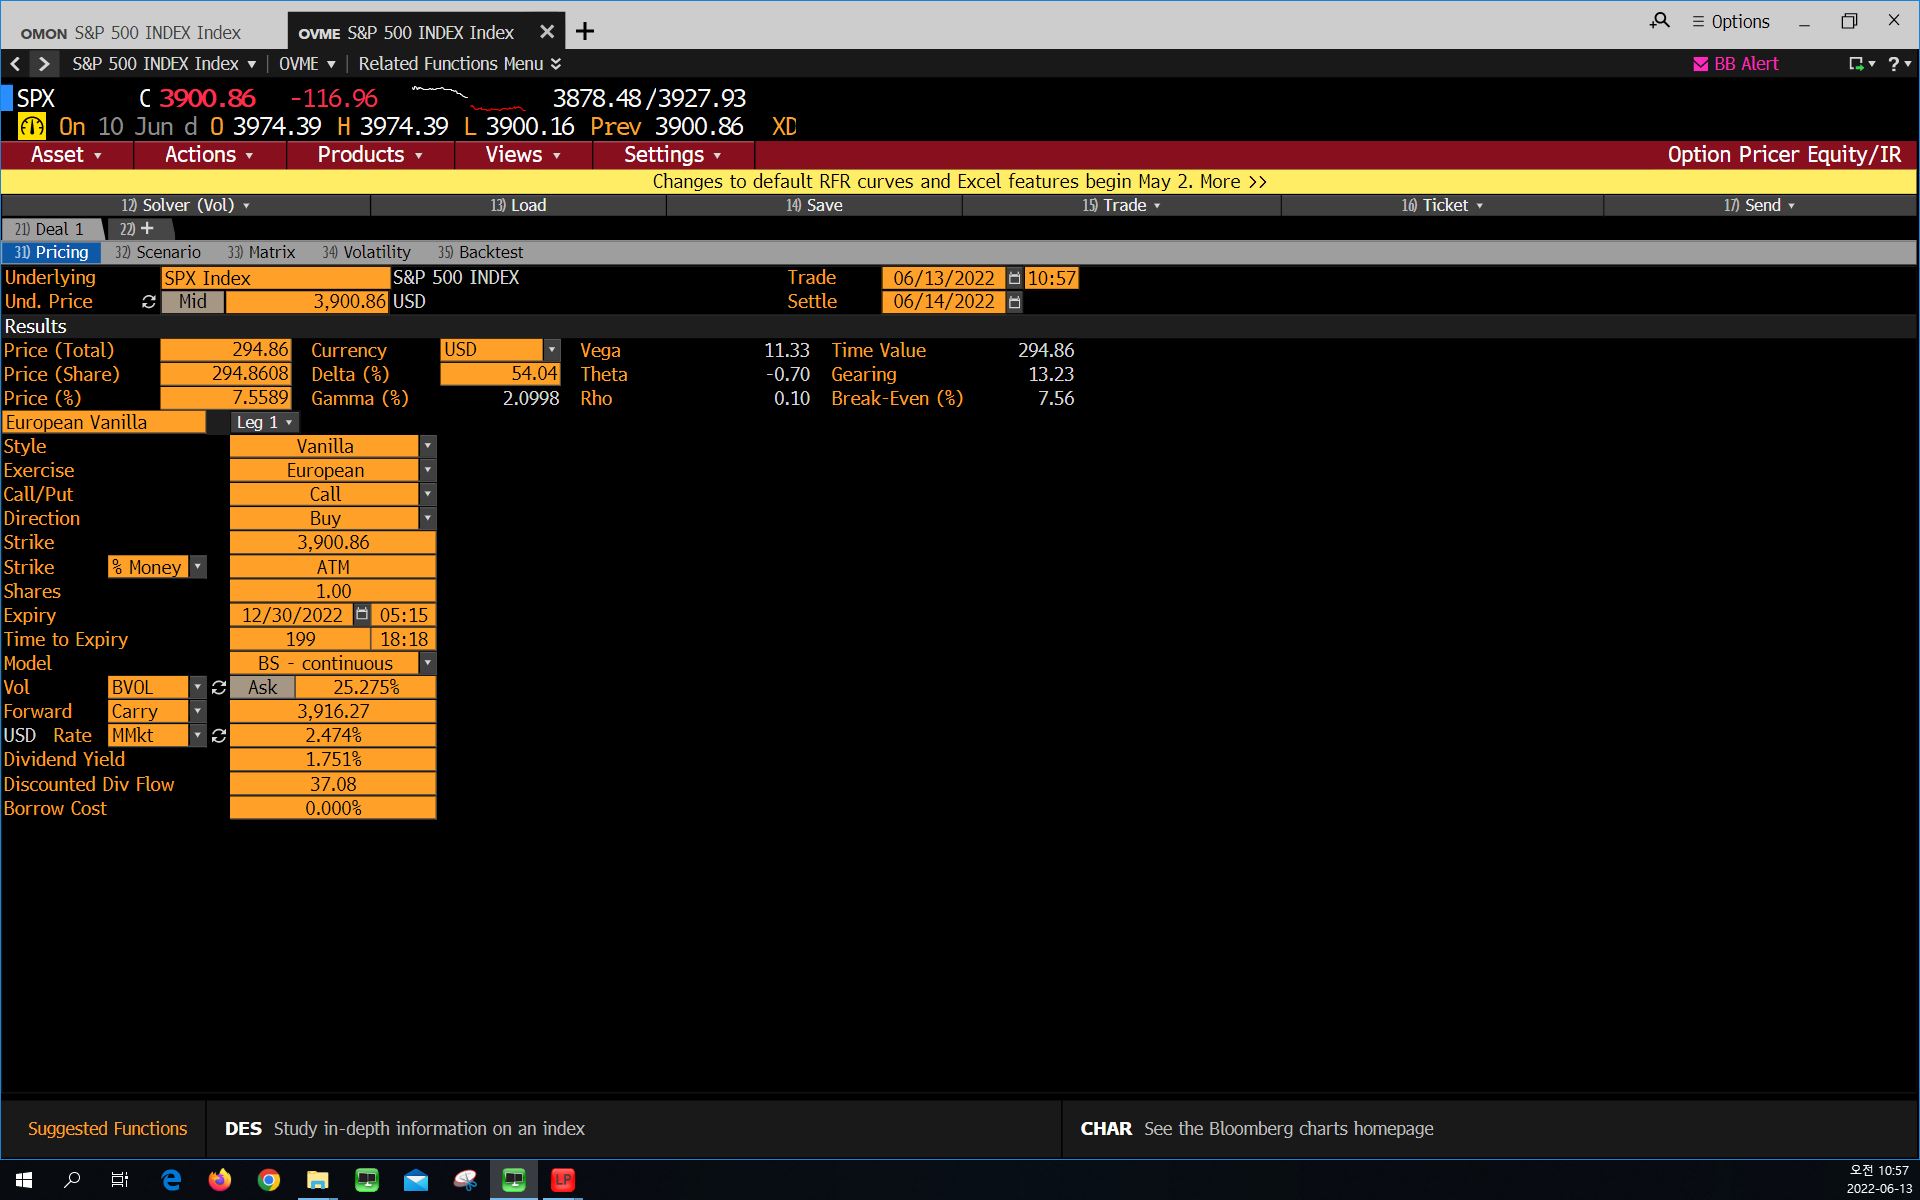 OMON S&P 500 INDEX Index OVME S&P 500 INDEX Index Options
S&P 500 INDEX Index OVME Related Functions Menu BB Alert ?
SPX C 3900.86 -116.96 3878.48/3927.93
On 10 Jun d O 3974.39 H 3974.39 L 3900.16 Prev 3900.86 XD
Asset Actions Products Views Settings Option Pricer Equity/IR
Changes to default RFR curves and Excel features begin May 2. More >>
12) Solver (Vol) 13) Load 14) Save 15) Trade 16) Ticket 17) Send
21) Deal 1 22) +
31) Pricing 32) Scenario 33) Matrix 34) Volatility 35) Backtest
Underlying SPX Index S&P 500 INDEX Trade 06/13/2022 10:57
Und. Price Mid 3,900.86 USD Settle 06/14/2022
Results
Price (Total) 294.86 Currency USD Vega 11.33 Time Value 294.86
Price (Share) 294.8608 Delta (%) 54.04 Theta -0.70 Gearing 13.23
Price (%) 7.5589 Gamma (%) 2.0998 Rho 0.10 Break-Even (%) 7.56
European Vanilla Leg 1
Style Vanilla
Exercise European
Call/Put Call
Direction Buy
Strike 3,900.86
Strike % Money ATM
Shares 1.00
Expiry 12/30/2022 05:15
Time to Expiry 199 18:18
Model BS - continuous
Vol BVOL Ask 25.275%
Forward Carry 3,916.27
USD Rate MMkt 2.474%
Dividend Yield 1.751%
Discounted Div Flow 37.08
Borrow Cost 0.000%
Suggested Functions DES Study in-depth information on an index CHAR See the Bloomberg charts homepage
LP
오전 10:57
2022-06-13